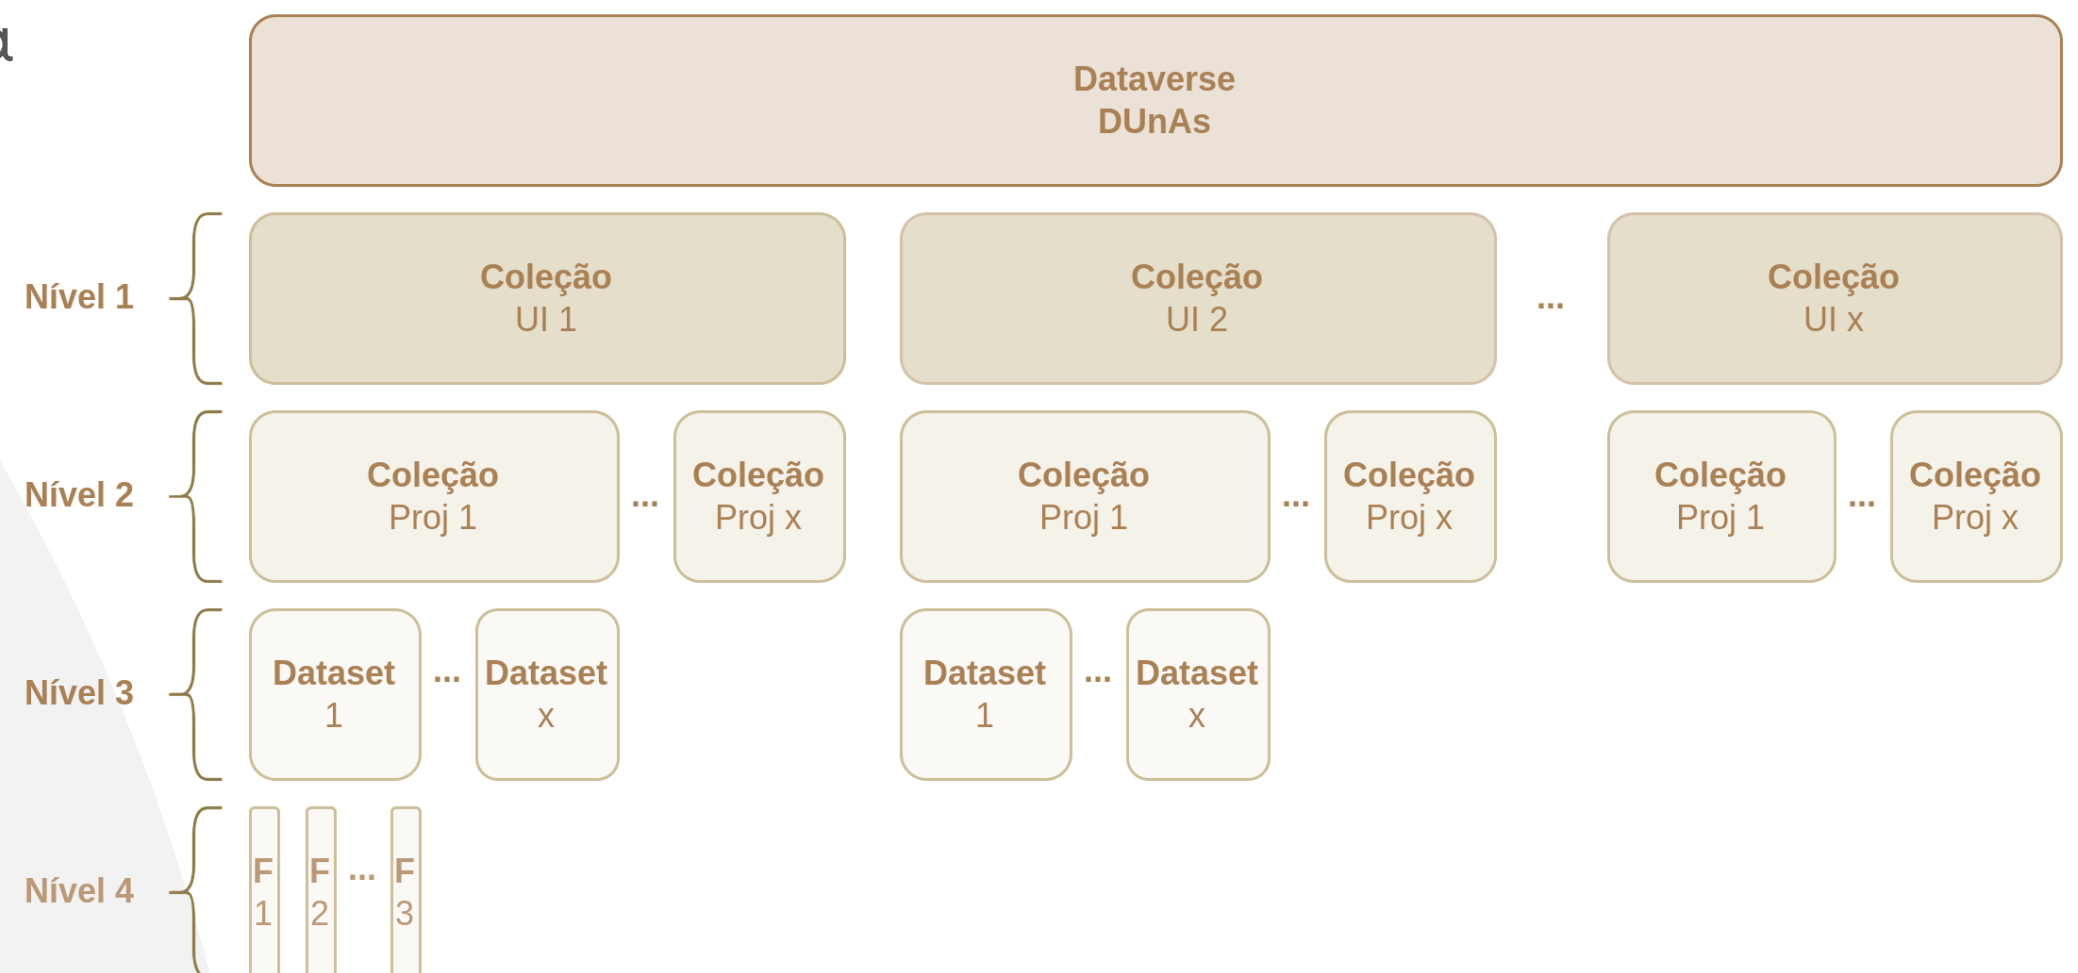 Dataverse
DUnAs
Nível 1
Coleção
UI 1
Coleção
UI 2
...
Coleção
UI x
Nível 2
Coleção
Proj 1
...
Coleção
Proj x
Coleção
Proj 1
...
Coleção
Proj x
Coleção
Proj 1
...
Coleção
Proj x
Nível 3
Dataset
1
...
Dataset
x
Dataset
1
...
Dataset
x
Nível 4
F
1
F
2
...
F
3